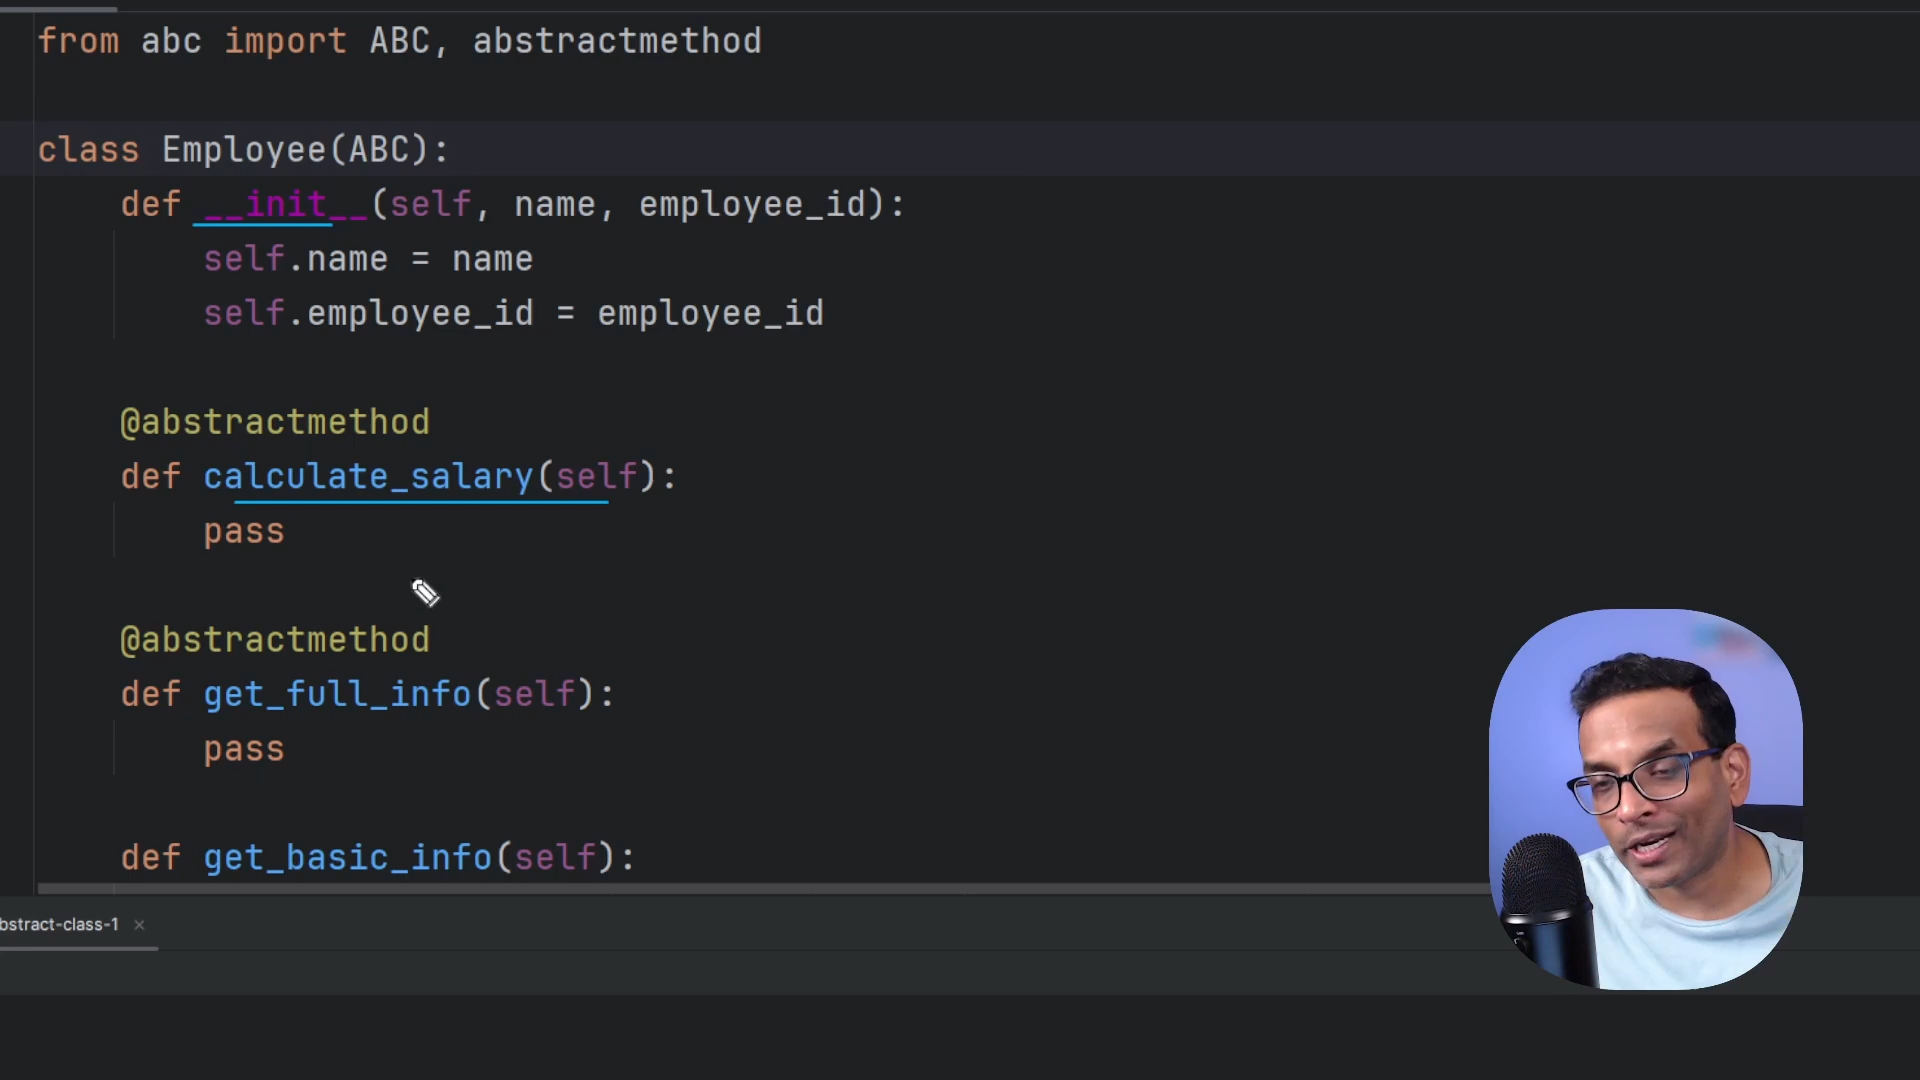 from abc import ABC, abstractmethod
class Employee(ABC):
def __init__(self, name, employee_id):
self.name = name
self.employee_id = employee_id
@abstractmethod
def calculate_salary(self):
pass
@abstractmethod
def get_full_info(self):
pass
def get_basic_info(self):
bstract-class-1